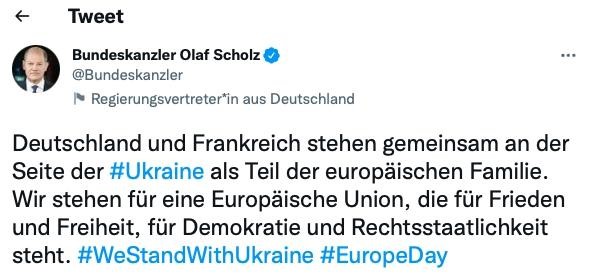 Tweet
Bundeskanzler Olaf Scholz
@Bundeskanzler
Regierungsvertreter*in aus Deutschland
Deutschland und Frankreich stehen gemeinsam an der
Seite der #Ukraine als Teil der europäischen Familie.
Wir stehen für eine Europäische Union, die für Frieden
und Freiheit, für Demokratie und Rechtsstaatlichkeit
steht. #WeStandWithUkraine #EuropeDay